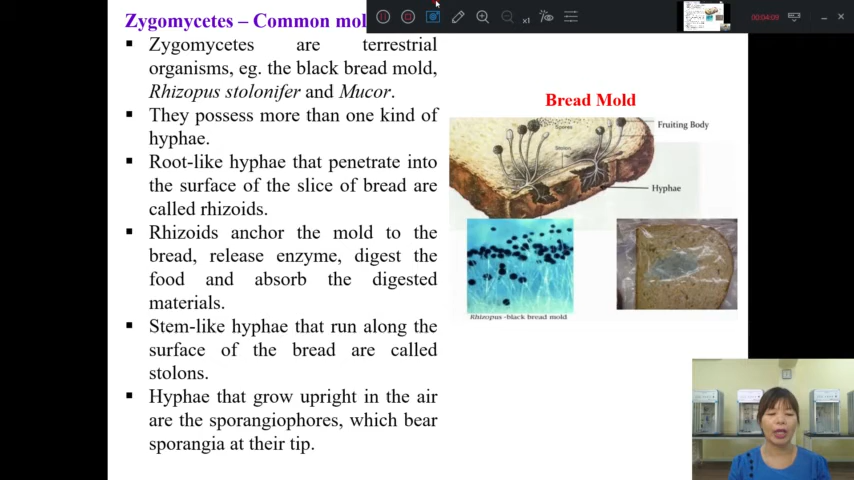 Zygomycetes – Common mol
▪ Zygomycetes are terrestrial
organisms, eg. the black bread mold,
Rhizopus stolonifer and Mucor.
▪ They possess more than one kind of
hyphae.
▪ Root-like hyphae that penetrate into
the surface of the slice of bread are
called rhizoids.
▪ Rhizoids anchor the mold to the
bread, release enzyme, digest the
food and absorb the digested
materials.
▪ Stem-like hyphae that run along the
surface of the bread are called
stolons.
▪ Hyphae that grow upright in the air
are the sporangiophores, which bear
sporangia at their tip.
x1
00:04:09
Bread Mold
Spores
Fruiting Body
Stolon
Hyphae
Rhizopus -black bread mold